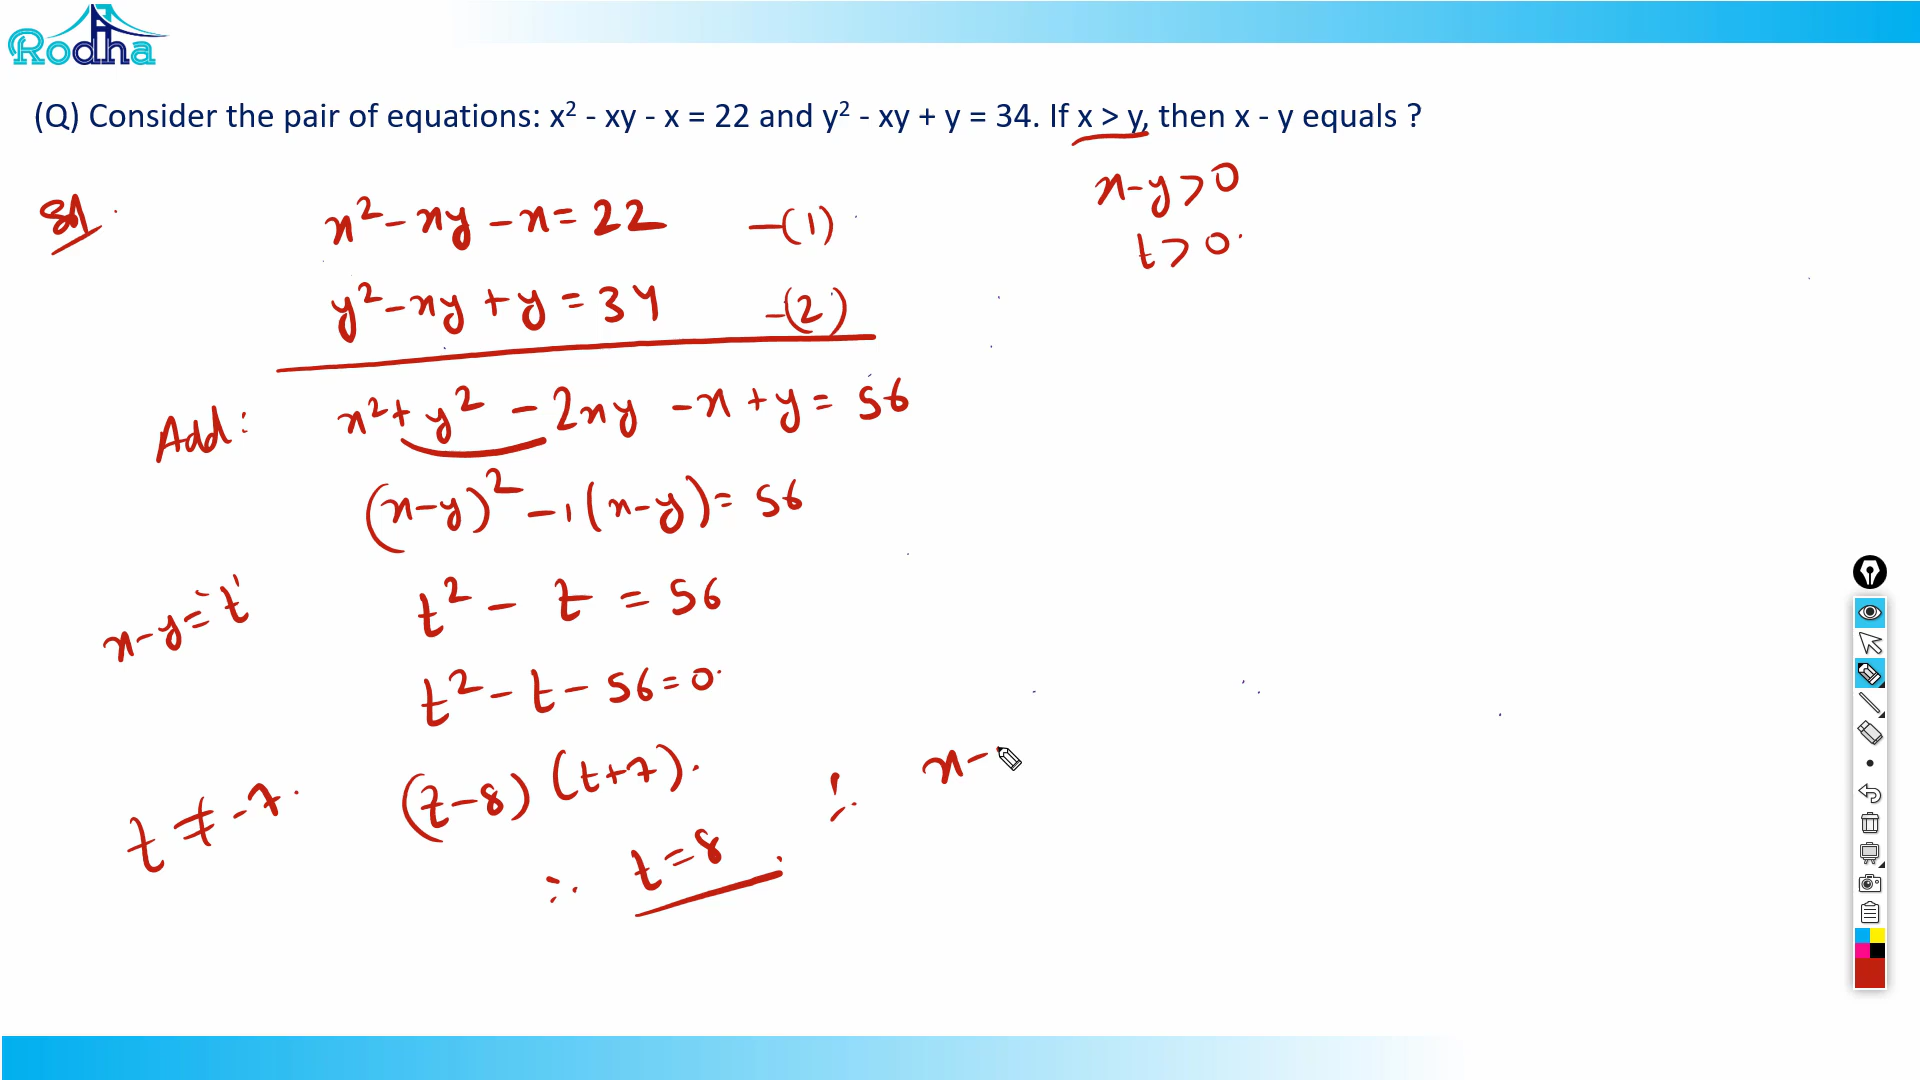 Rodha
(Q) Consider the pair of equations: x² - xy - x = 22 and y² - xy + y = 34. If x > y, then x - y equals ?
x-y>0
t>0
Sol
x²-xy-x=22 -(1)
y²-xy+y=34 -(2)
Add: x²+y²-2xy-x+y=56
(x-y)²-1(x-y)=56
x-y=t t²-t=56
t²-t-56=0
t≠-7 (t-8)(t+7)
∴ t=8
∴ x-